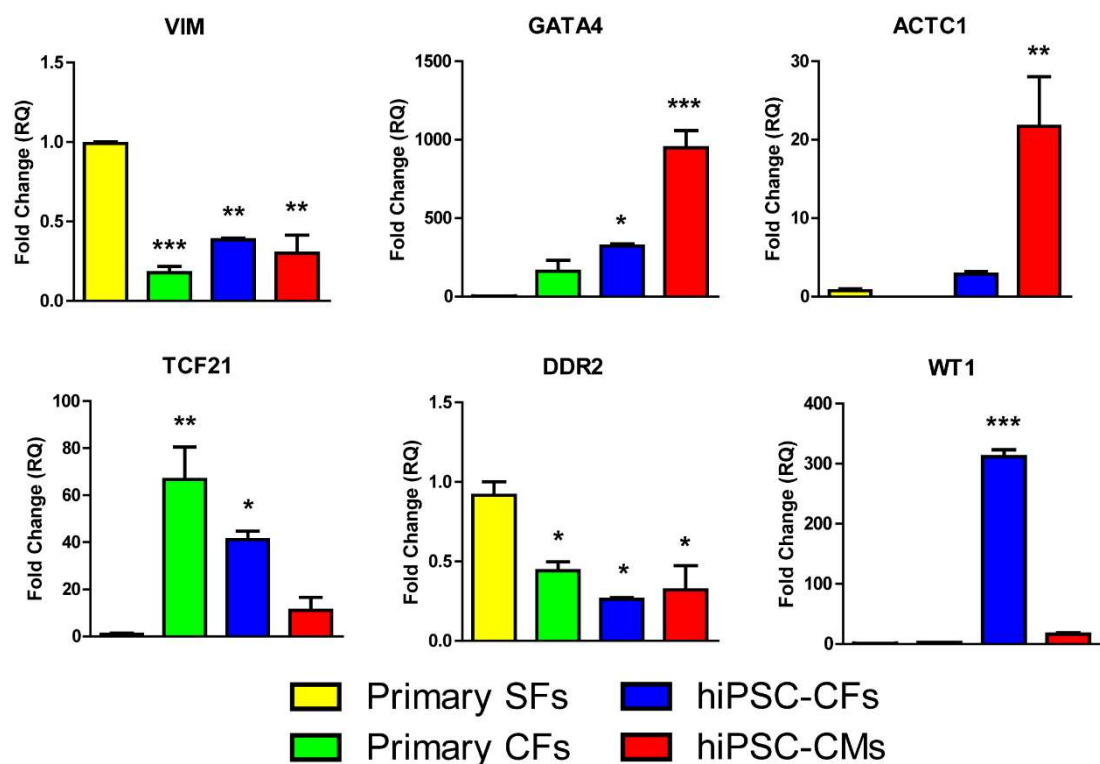 VIM
GATA4
ACTC1
Fold Change (RQ)
1.5
1.0
0.5
0.0
***
**
**
Fold Change (RQ)
1500
1000
500
0
*
***
Fold Change (RQ)
30
20
10
0
**
TCF21
DDR2
WT1
Fold Change (RQ)
100
80
60
40
20
0
**
*
Fold Change (RQ)
1.5
1.0
0.5
0.0
*
*
*
Fold Change (RQ)
400
300
200
100
0
***
Primary SFs
hiPSC-CFs
Primary CFs
hiPSC-CMs